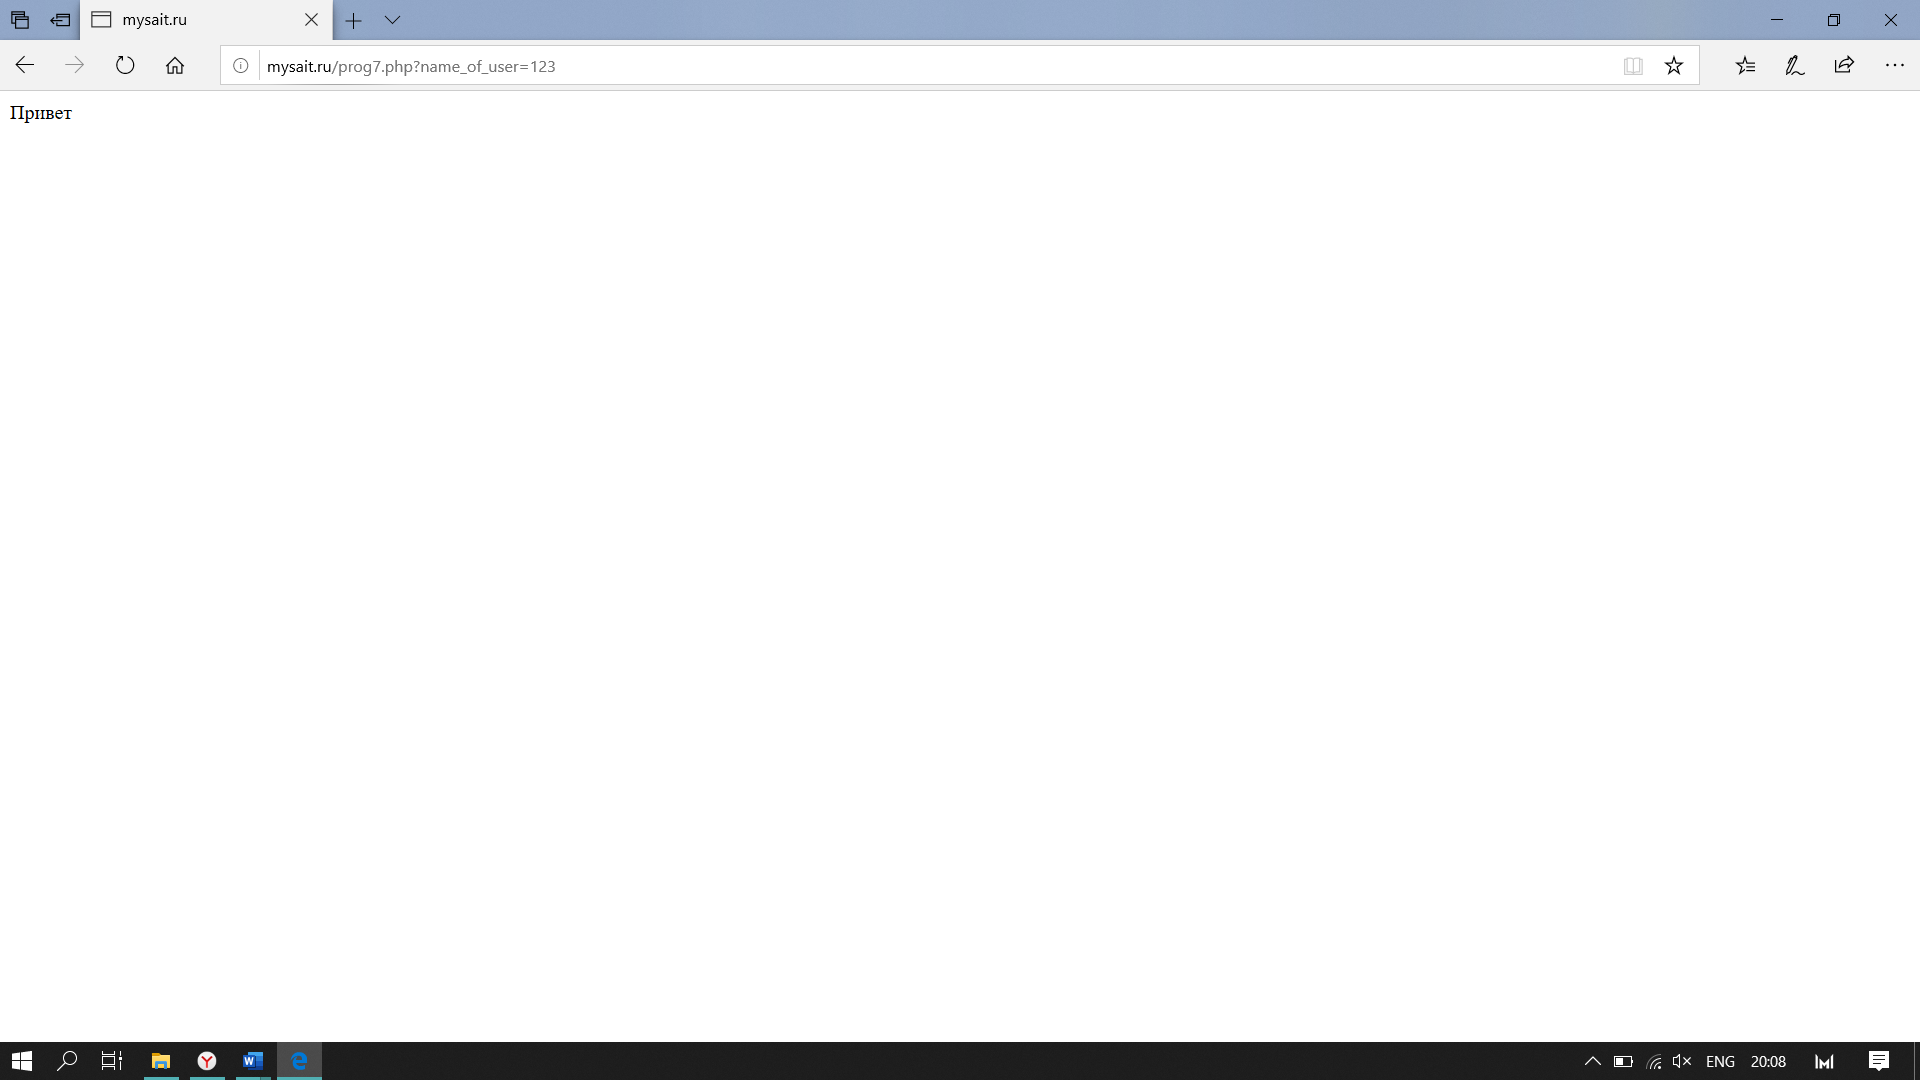 mysait.ru
mysait.ru/prog7.php?name_of_user=123
Привет
ENG 20:08